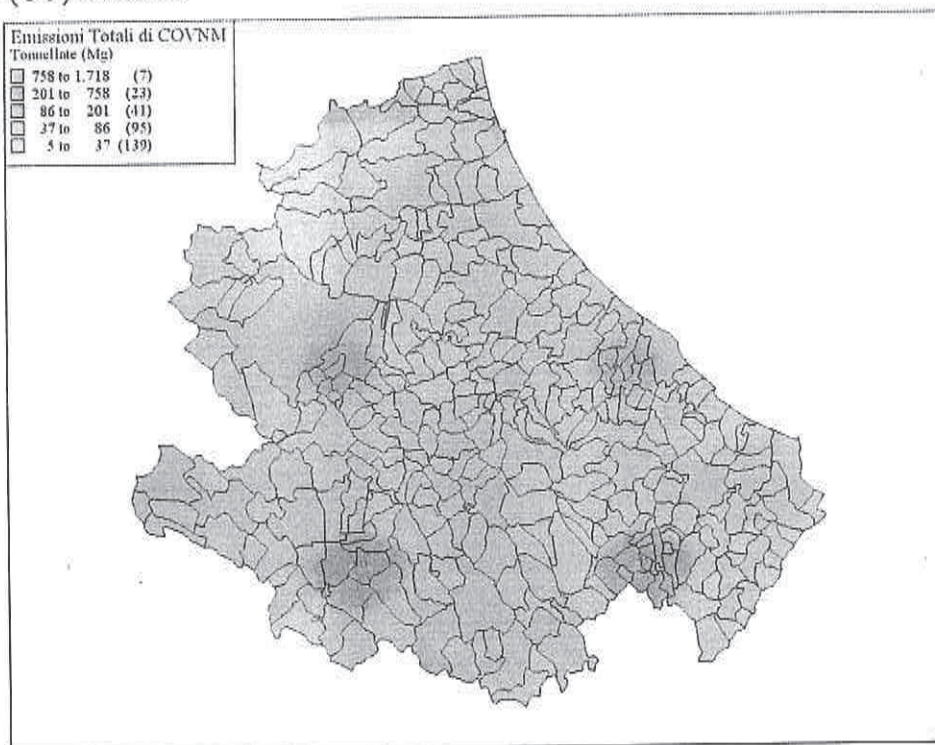 Emissioni Totali di COVNM
Tonnellate (Mg)
758 to 1.718 (7)
201 to 758 (23)
86 to 201 (41)
37 to 86 (95)
5 to 37 (139)